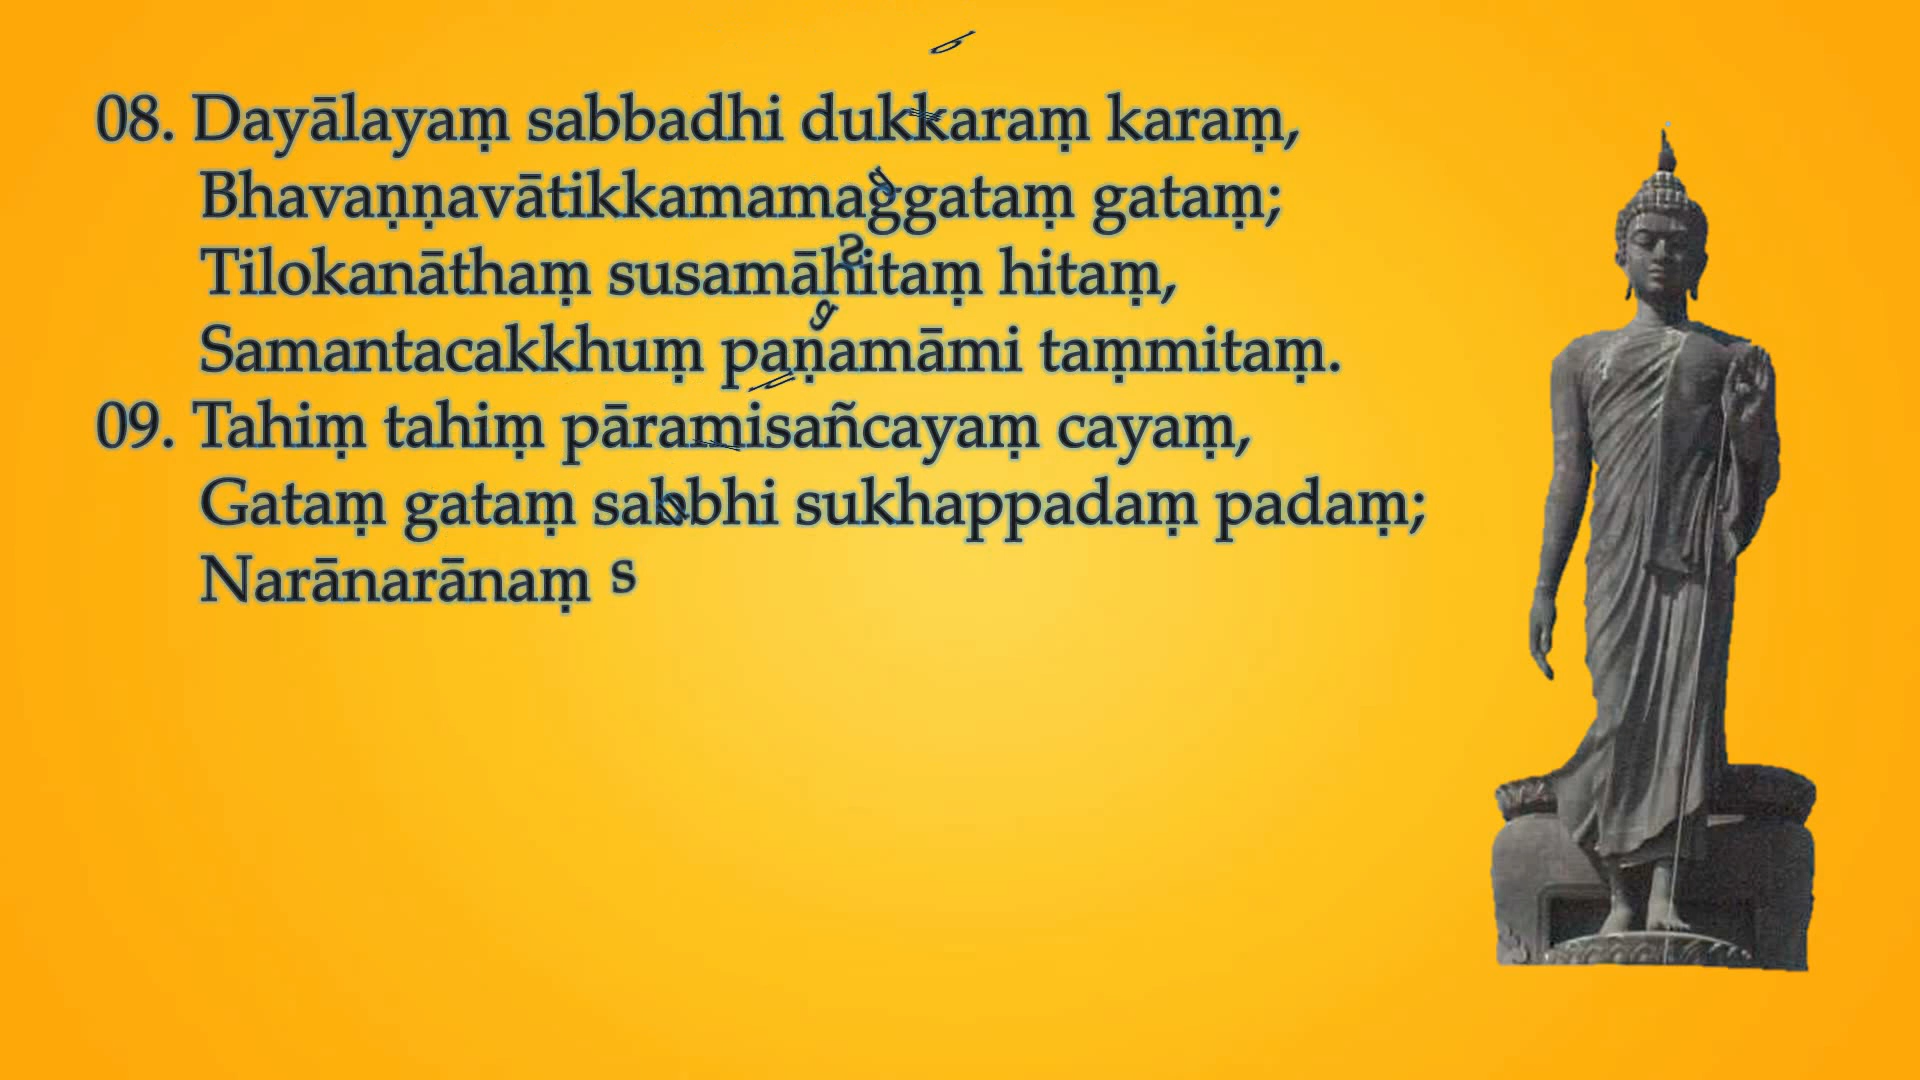 08. Dayālayaṃ sabbadhi dukkaraṃ karaṃ,
Bhavaṇṇavātikkamamaggataṃ gataṃ;
Tilokanāthaṃ susamāhitaṃ hitaṃ,
Samantacakkhuṃ paṇamāmi taṃmitaṃ.
09. Tahiṃ tahiṃ pāramisañcayaṃ cayaṃ,
Gataṃ gataṃ sabbhi sukhappadaṃ padaṃ;
Narānarānaṃ s